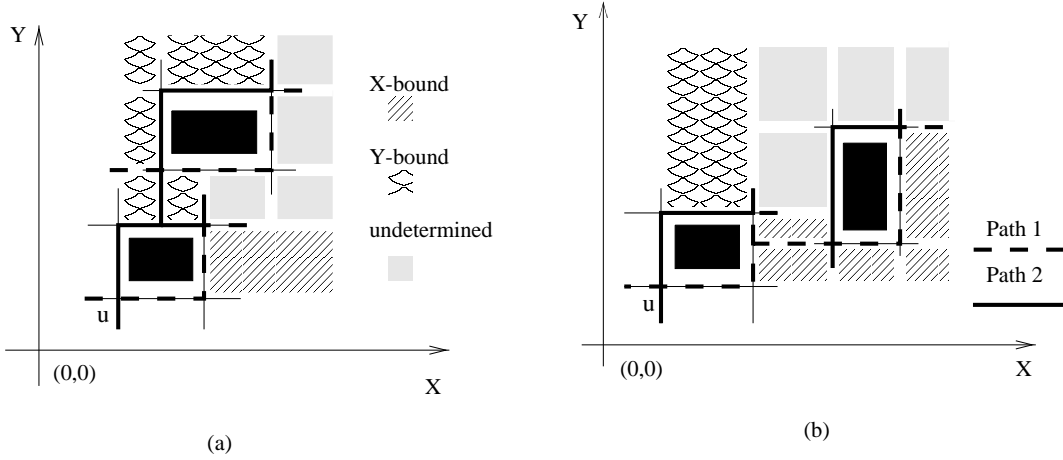 Y
X-bound
Y-bound
undetermined
u
(0,0)
X
(a)
Y
u
(0,0)
X
(b)
Path 1
Path 2